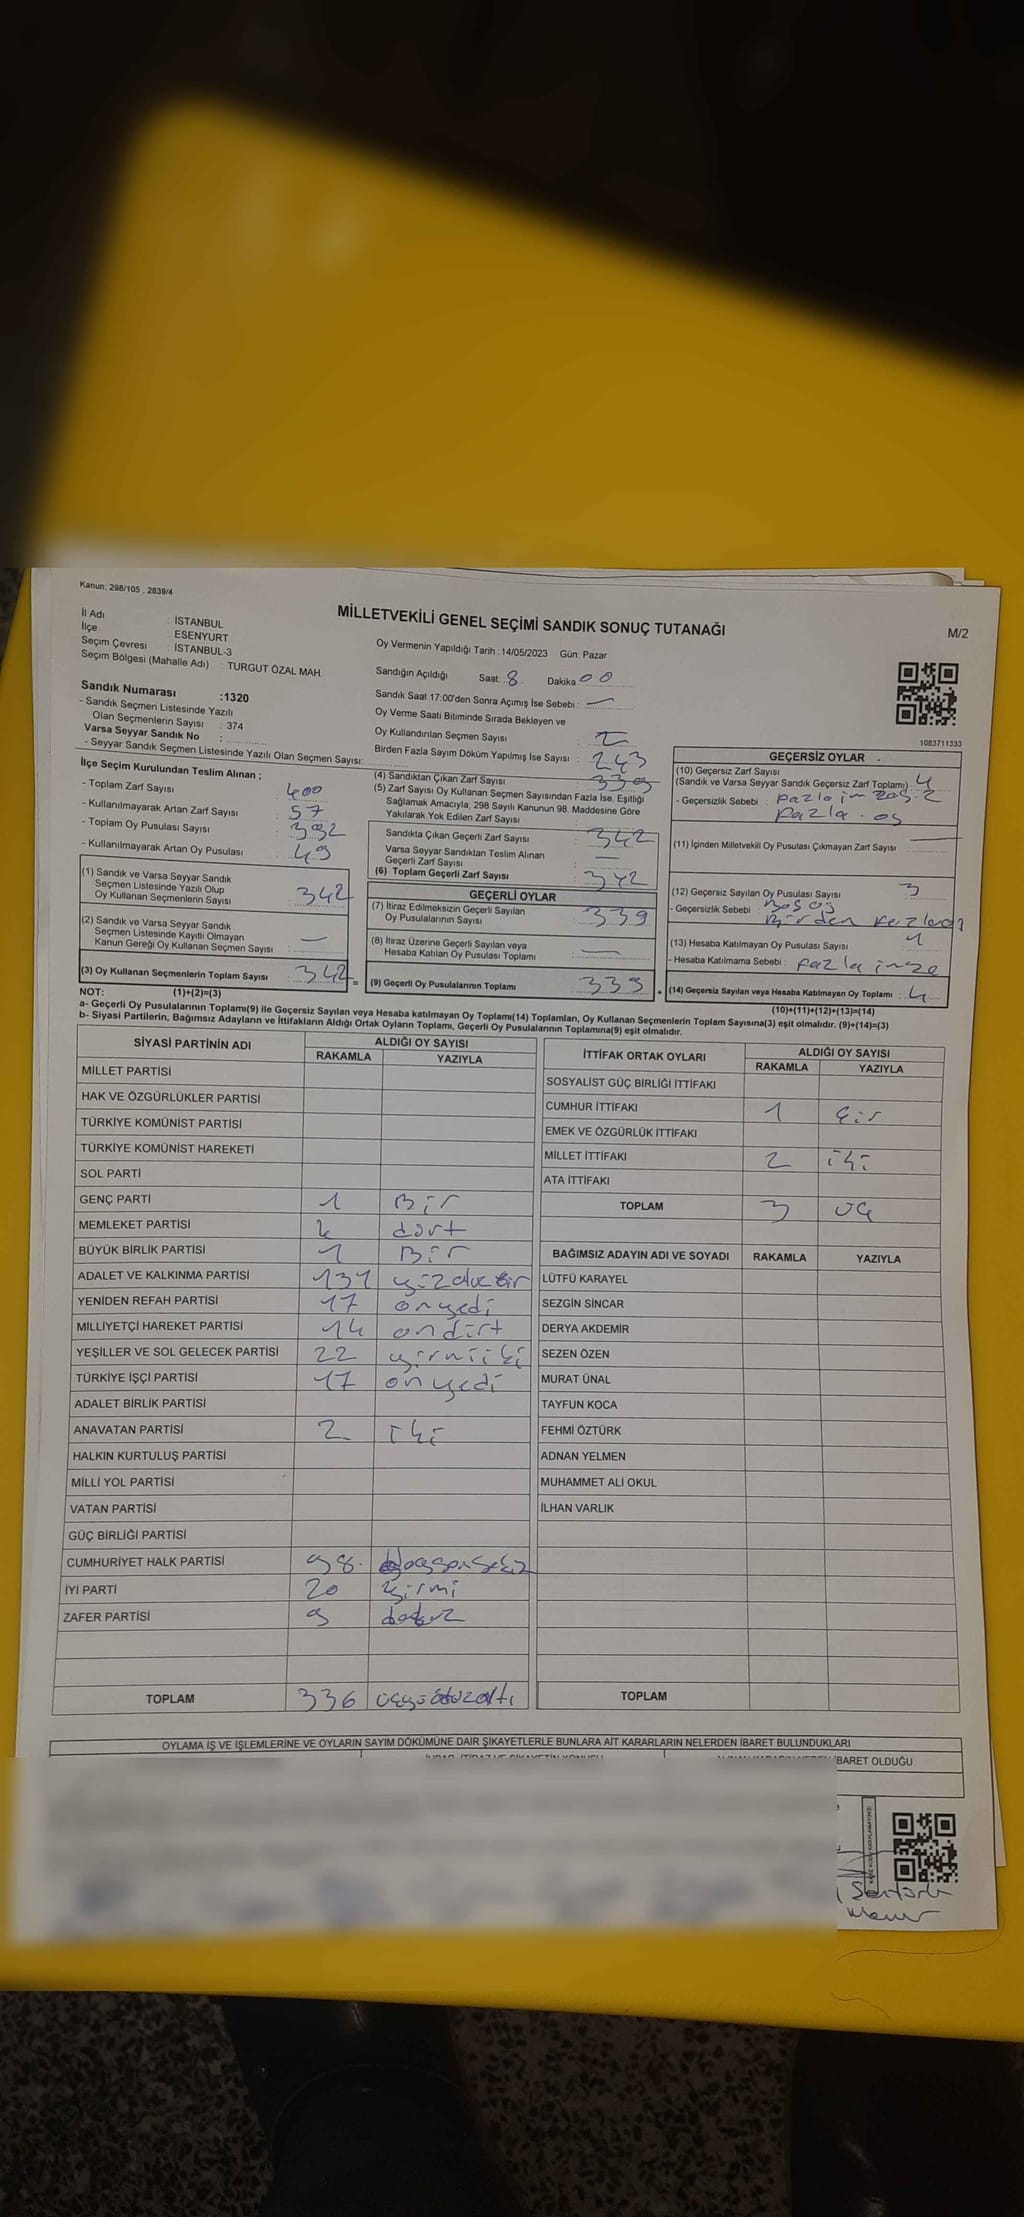 Kanun; 298/105 , 2839/4
MİLLETVEKİLİ GENEL SEÇİMİ SANDIK SONUÇ TUTANAĞI
M/2
İl Adı : İSTANBUL
İlçe : ESENYURT
Seçim Çevresi : İSTANBUL-3
Seçim Bölgesi (Mahalle Adı) : TURGUT ÖZAL MAH.
Sandık Numarası :1320
- Sandık Seçmen Listesinde Yazılı
Olan Seçmenlerin Sayısı : 374
Varsa Seyyar Sandık No :
- Seyyar Sandık Seçmen Listesinde Yazılı Olan Seçmen Sayısı:
Oy Vermenin Yapıldığı Tarih :14/05/2023 Gün: Pazar
Sandığın Açıldığı Saat: 8 Dakika 00
Sandık Saat 17:00'den Sonra Açımış İse Sebebi : —
Oy Verme Saati Bitiminde Sırada Bekleyen ve
Oy Kullandırılan Seçmen Sayısı :
Birden Fazla Sayım Döküm Yapılmış İse Sayısı : 243
1083711333
İlçe Seçim Kurulundan Teslim Alınan ;
- Toplam Zarf Sayısı : 400
- Kullanılmayarak Artan Zarf Sayısı : 57
- Toplam Oy Pusulası Sayısı : 392
- Kullanılmayarak Artan Oy Pusulası : 49
(1) Sandık ve Varsa Seyyar Sandık
Seçmen Listesinde Yazılı Olup
Oy Kullanan Seçmenlerin Sayısı : 342
(2) Sandık ve Varsa Seyyar Sandık
Seçmen Listesinde Kayıtlı Olmayan
Kanun Gereği Oy Kullanan Seçmen Sayısı : —
(3) Oy Kullanan Seçmenlerin Toplam Sayısı : 342 =
(4) Sandıktan Çıkan Zarf Sayısı : 339
(5) Zarf Sayısı Oy Kullanan Seçmen Sayısından Fazla İse, Eşitliği
Sağlamak Amacıyla, 298 Sayılı Kanunun 98. Maddesine Göre
Yakılarak Yok Edilen Zarf Sayısı :
Sandıkta Çıkan Geçerli Zarf Sayısı : 342
Varsa Seyyar Sandıktan Teslim Alınan
Geçerli Zarf Sayısı : —
(6) Toplam Geçerli Zarf Sayısı : 342
GEÇERLİ OYLAR
(7) İtiraz Edilmeksizin Geçerli Sayılan
Oy Pusulalarının Sayısı : 339
(8) İtiraz Üzerine Geçerli Sayılan veya
Hesaba Katılan Oy Pusulası Toplamı : —
(9) Geçerli Oy Pusulalarının Toplamı : 339 +
GEÇERSİZ OYLAR
(10) Geçersiz Zarf Sayısı
(Sandık ve Varsa Seyyar Sandık Geçersiz Zarf Toplamı) : 4
- Geçersizlik Sebebi : fazla
fazla oy
(11) İçinden Milletvekili Oy Pusulası Çıkmayan Zarf Sayısı : —
(12) Geçersiz Sayılan Oy Pusulası Sayısı : 3
- Geçersizlik Sebebi : Boş oy
Birden fazla
(13) Hesaba Katılmayan Oy Pusulası Sayısı : 1
- Hesaba Katılmama Sebebi : fazla imza
(14) Geçersiz Sayılan veya Hesaba Katılmayan Oy Toplamı : 4
NOT: (1)+(2)=(3)
(10)+(11)+(12)+(13)=(14)
a- Geçerli Oy Pusulalarının Toplamı(9) ile Geçersiz Sayılan veya Hesaba katılmayan Oy Toplamı(14) Toplamları, Oy Kullanan Seçmenlerin Toplam Sayısına(3) eşit olmalıdır. (9)+(14)=(3)
b- Siyasi Partilerin, Bağımsız Adayların ve İttifakların Aldığı Ortak Oyların Toplamı, Geçerli Oy Pusulalarının Toplamına(9) eşit olmalıdır.
SİYASİ PARTİNİN ADI ALDIĞI OY SAYISI
RAKAMLA YAZIYLA
MİLLET PARTİSİ
HAK VE ÖZGÜRLÜKLER PARTİSİ
TÜRKİYE KOMÜNİST PARTİSİ
TÜRKİYE KOMÜNİST HAREKETİ
SOL PARTİ
GENÇ PARTİ 1 Bir
MEMLEKET PARTİSİ 4 dört
BÜYÜK BİRLİK PARTİSİ 1 Bir
ADALET VE KALKINMA PARTİSİ 131 yüzotuzbir
YENİDEN REFAH PARTİSİ 17 onyedi
MİLLİYETÇİ HAREKET PARTİSİ 14 ondört
YEŞİLLER VE SOL GELECEK PARTİSİ 22 yirmiiki
TÜRKİYE İŞÇİ PARTİSİ 17 onyedi
ADALET BİRLİK PARTİSİ
ANAVATAN PARTİSİ 2 iki
HALKIN KURTULUŞ PARTİSİ
MİLLİ YOL PARTİSİ
VATAN PARTİSİ
GÜÇ BİRLİĞİ PARTİSİ
CUMHURİYET HALK PARTİSİ 98 doksansekiz
İYİ PARTİ 20 yirmi
ZAFER PARTİSİ 9 dokuz
TOPLAM 336 üçyüzotuzaltı
İTTİFAK ORTAK OYLARI ALDIĞI OY SAYISI
RAKAMLA YAZIYLA
SOSYALİST GÜÇ BİRLİĞİ İTTİFAKI
CUMHUR İTTİFAKI 1 Bir
EMEK VE ÖZGÜRLÜK İTTİFAKI
MİLLET İTTİFAKI 2 iki
ATA İTTİFAKI
TOPLAM 3 üç
BAĞIMSIZ ADAYIN ADI VE SOYADI RAKAMLA YAZIYLA
LÜTFÜ KARAYEL
SEZGİN SİNCAR
DERYA AKDEMİR
SEZEN ÖZEN
MURAT ÜNAL
TAYFUN KOCA
FEHMİ ÖZTÜRK
ADNAN YELMEN
MUHAMMET ALİ OKUL
İLHAN VARLIK
TOPLAM
OYLAMA İŞ VE İŞLEMLERİNE VE OYLARIN SAYIM DÖKÜMÜNE DAİR ŞİKAYETLERLE BUNLARA AİT KARARLARIN NELERDEN İBARET BULUNDUKLARI
İBARET OLDUĞU